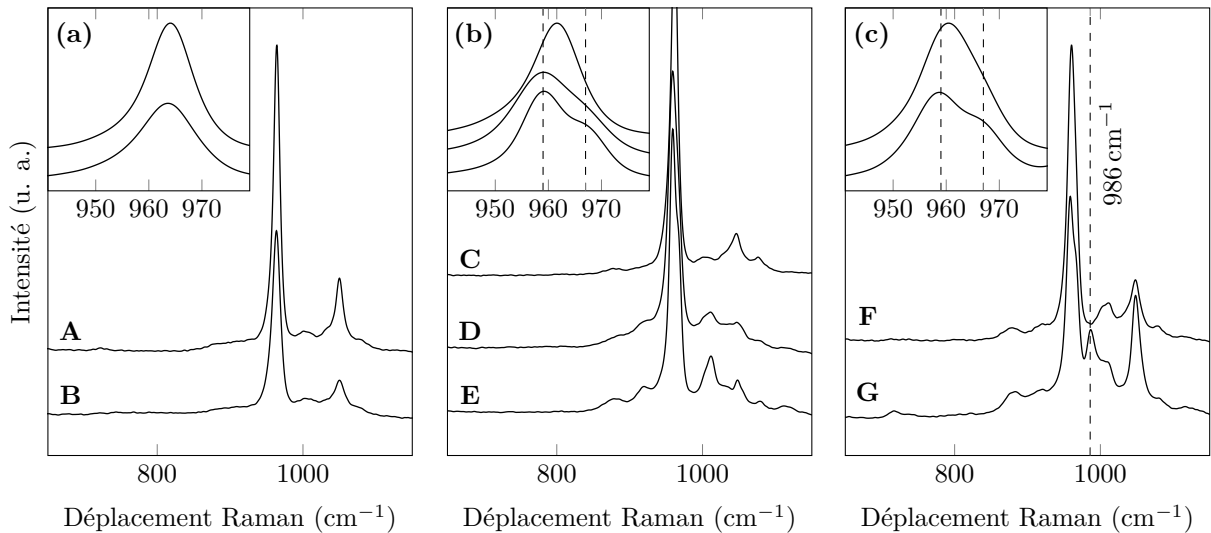 (a)
950 960 970
A
B
800 1000
Déplacement Raman (cm⁻¹)
Intensité (u. a.)
(b)
950 960 970
C
D
E
800 1000
Déplacement Raman (cm⁻¹)
(c)
950 960 970
986 cm⁻¹
F
G
800 1000
Déplacement Raman (cm⁻¹)